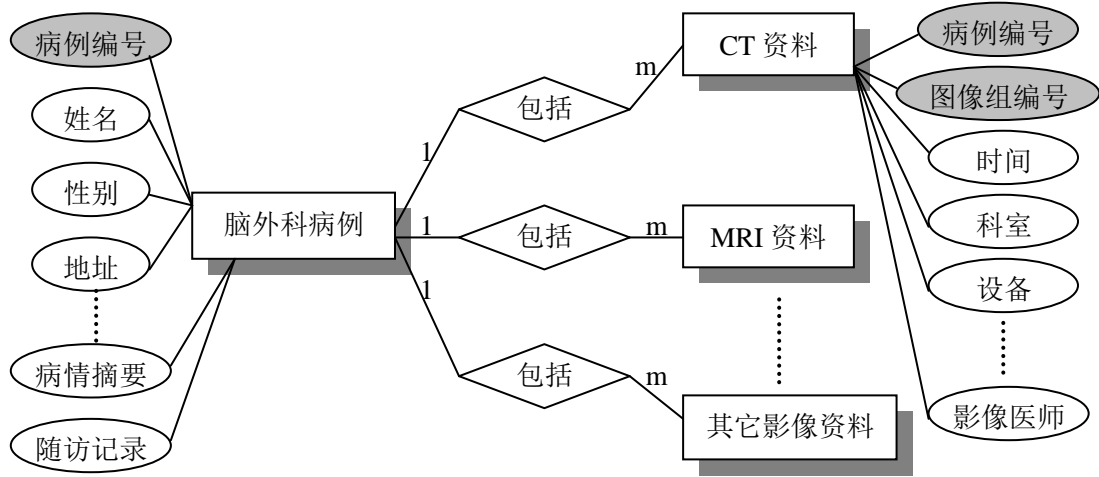 病例编号
姓名
性别
地址
病情摘要
随访记录
脑外科病例
1
包括
m
1
包括
m
1
包括
m
CT 资料
MRI 资料
其它影像资料
病例编号
图像组编号
时间
科室
设备
影像医师